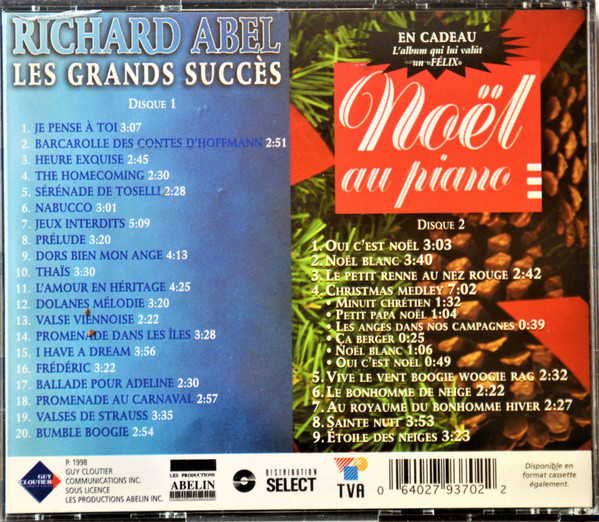 RICHARD ABEL
LES GRANDS SUCCÈS
DISQUE 1
1. JE PENSE À TOI 3:07
2. BARCAROLLE DES CONTES D'HOFFMANN 2:51
3. HEURE EXQUISE 2:45
4. THE HOMECOMING 2:30
5. SÉRÉNADE DE TOSELLI 2:28
6. NABUCCO 3:01
7. JEUX INTERDITS 5:09
8. PRÉLUDE 3:20
9. DORS BIEN MON ANGE 4:13
10. THAÏS 3:30
11. L'AMOUR EN HÉRITAGE 4:25
12. DOLANES MÉLODIE 3:20
13. VALSE VIENNOISE 2:22
14. PROMENADE DANS LES ÎLES 3:28
15. I HAVE A DREAM 3:56
16. FRÉDÉRIC 3:22
17. BALLADE POUR ADELINE 2:30
18. PROMENADE AU CARNAVAL 2:57
19. VALSES DE STRAUSS 3:35
20. BUMBLE BOOGIE 2:54
EN CADEAU
L'album qui lui valût
un «FÉLIX»
Noël
au piano
DISQUE 2
1. OUI C'EST NOËL 3:03
2. NOËL BLANC 3:40
3. LE PETIT RENNE AU NEZ ROUGE 2:42
4. CHRISTMAS MEDLEY 7:02
• MINUIT CHRÉTIEN 1:32
• PETIT PAPA NOËL 1:04
• LES ANGES DANS NOS CAMPAGNES 0:39
• ÇA BERGER 0:25
• NOËL BLANC 1:06
• OUI C'EST NOËL 0:49
5. VIVE LE VENT BOOGIE WOOGIE RAG 2:32
6. LE BONHOMME DE NEIGE 2:22
7. AU ROYAUME DU BONHOMME HIVER 2:27
8. SAINTE NUIT 3:53
9. ÉTOILE DES NEIGES 3:23
GUY
CLOUTIER
P. 1998
GUY CLOUTIER
COMMUNICATIONS INC.
SOUS LICENCE
LES PRODUCTIONS ABELIN INC.
LES PRODUCTIONS
ABELIN
DISTRIBUTION
SELECT
TVA
0 64027 93702 2
Disponible en
format cassette
également.